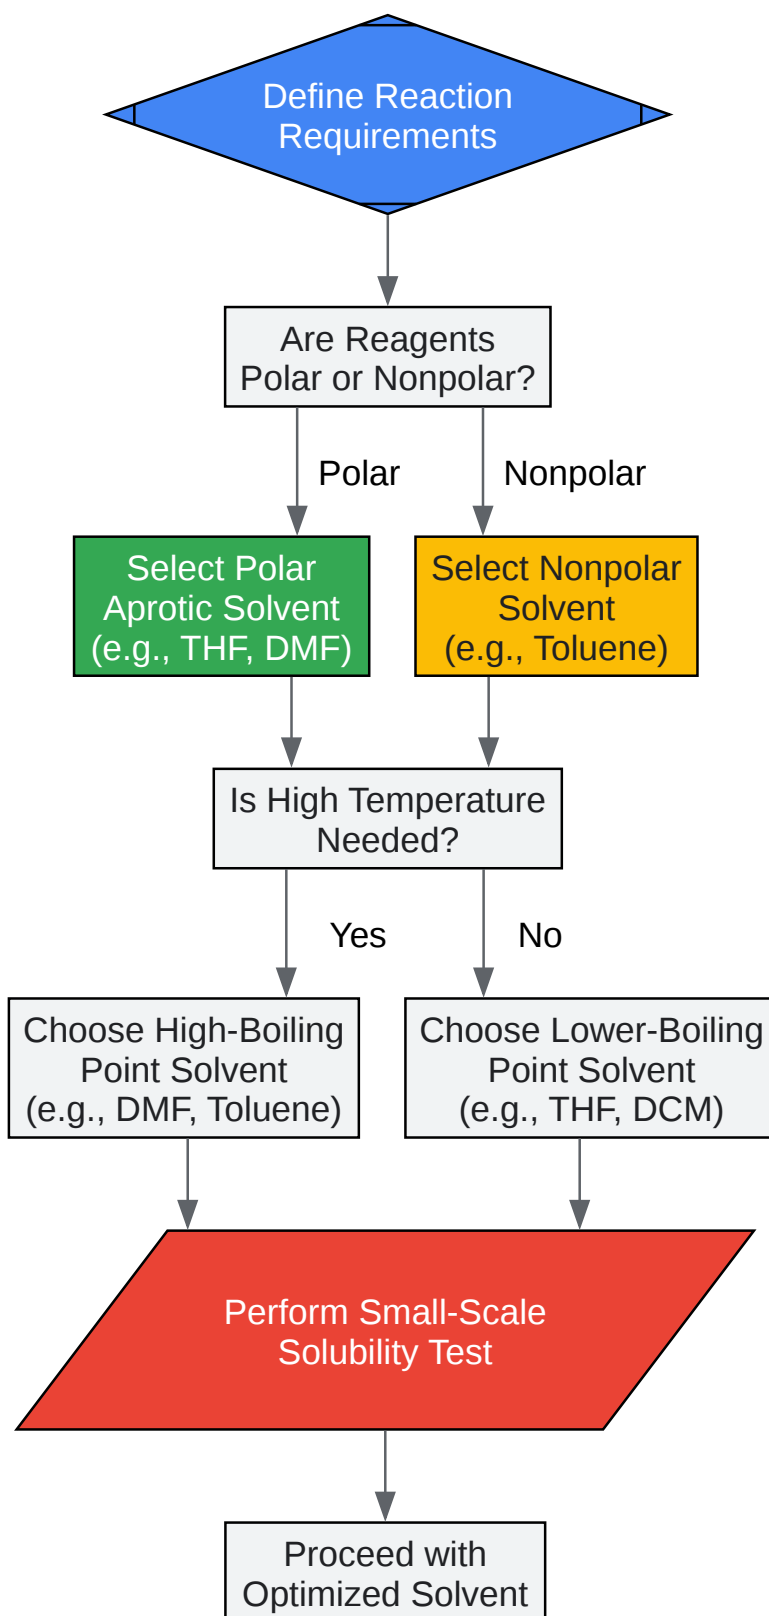 Define Reaction
Requirements
Are Reagents
Polar or Nonpolar?
Polar
Nonpolar
Select Polar
Aprotic Solvent
(e.g., THF, DMF)
Select Nonpolar
Solvent
(e.g., Toluene)
Is High Temperature
Needed?
Yes
No
Choose High-Boiling
Point Solvent
(e.g., DMF, Toluene)
Choose Lower-Boiling
Point Solvent
(e.g., THF, DCM)
Perform Small-Scale
Solubility Test
Proceed with
Optimized Solvent